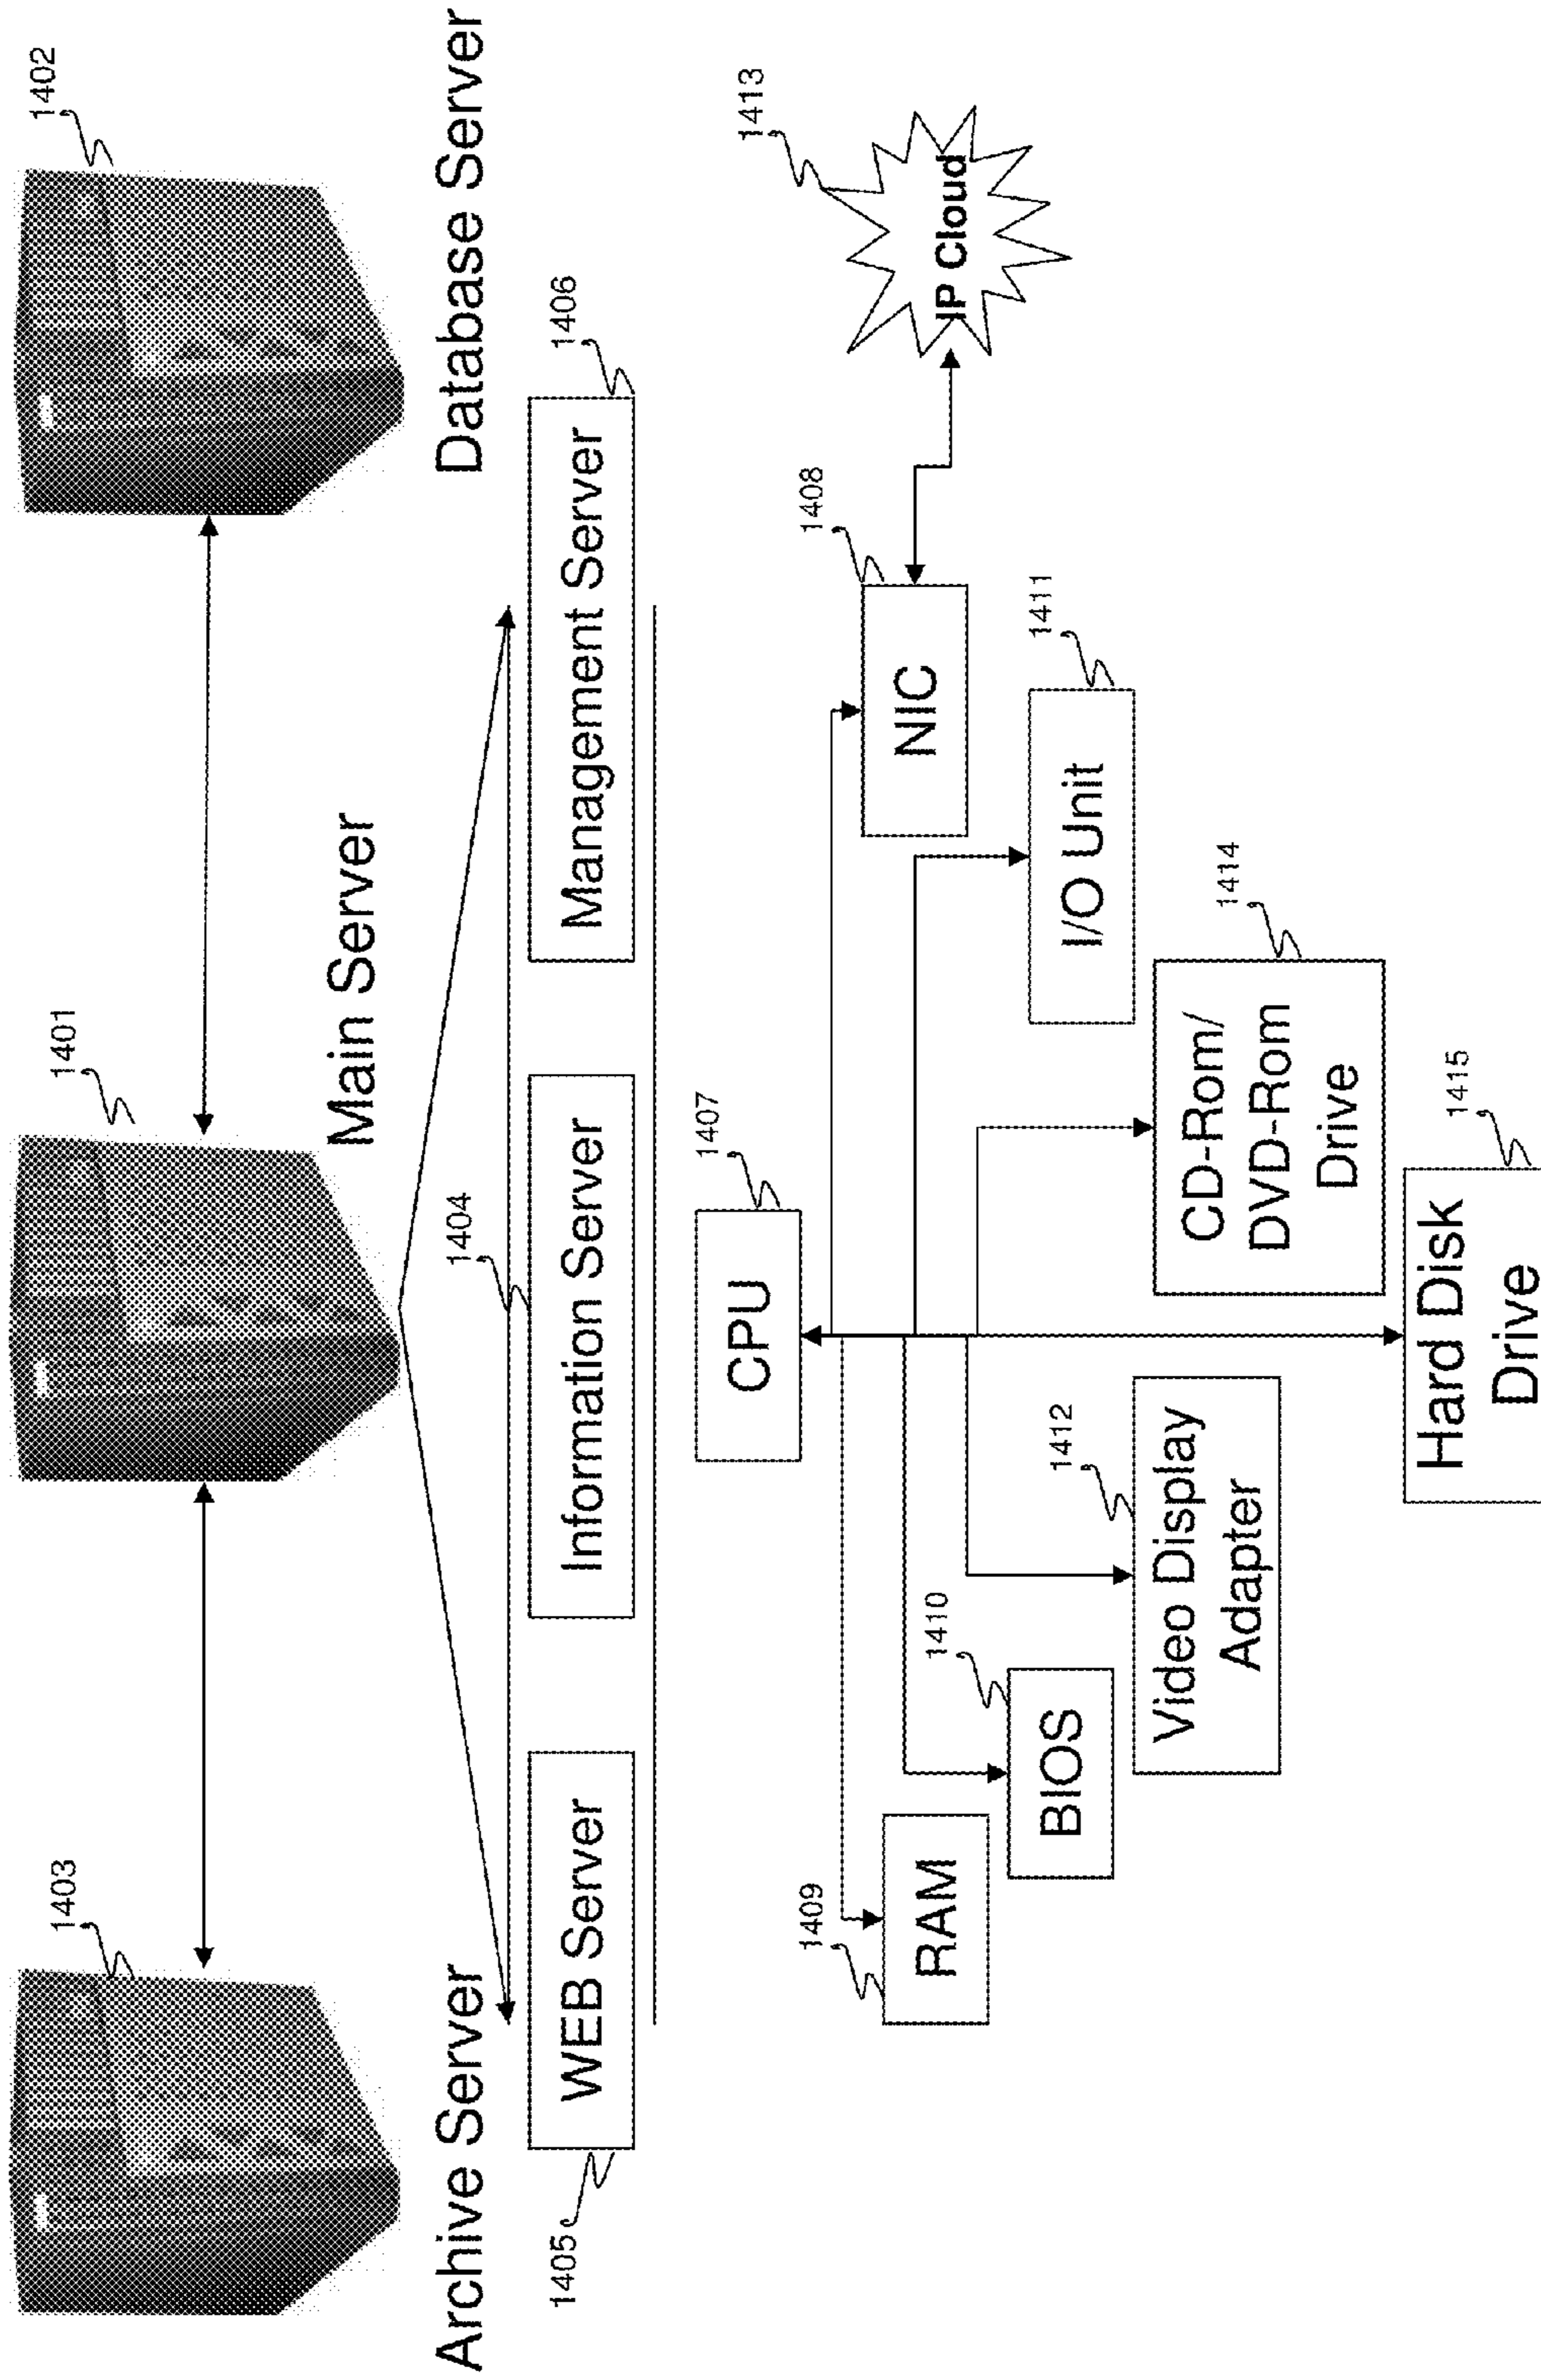 1403
1401
1402
Archive Server
Main Server
Database Server
1404
1405
WEB Server
Information Server
Management Server
1406
1407
CPU
1409
RAM
1410
BIOS
1412
Video Display
Adapter
1408
NIC
1413
IP Cloud
1411
I/O Unit
1414
CD-Rom/
DVD-Rom
Drive
1415
Hard Disk
Drive